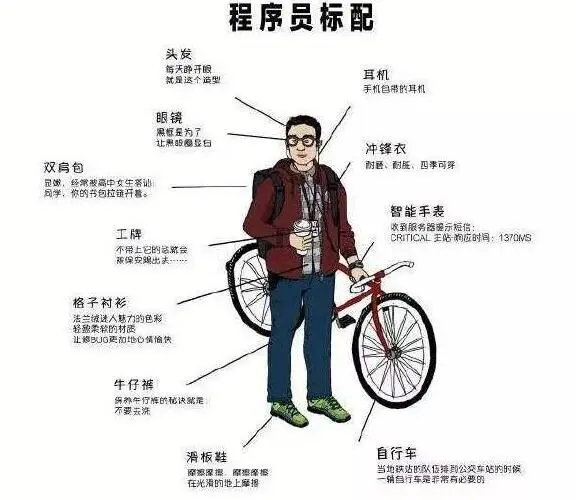 程序员标配
头发
每天睁开眼
就是这个造型
耳机
手机自带的耳机
眼镜
黑框是为了
让黑眼圈显白
冲锋衣
耐磨、耐脏、四季可穿
双肩包
显嫩，经常被高中女生搭讪：
同学，你的书包拉链开着。
智能手表
收到服务器提示短信：
CRITICAL 主站·响应时间：1370MS
工牌
不带上它的话就会
被保安踢出去……
格子衬衫
法兰绒迷人魅力的色彩
轻盈柔软的材质
让修BUG更加地心情愉快
牛仔裤
保养牛仔裤的秘诀就是：
不要去洗
滑板鞋
摩擦摩擦，摩擦摩擦
在光滑的地上摩擦
自行车
当地铁站的队伍排到公交车站的时候
一辆自行车是非常有必要的